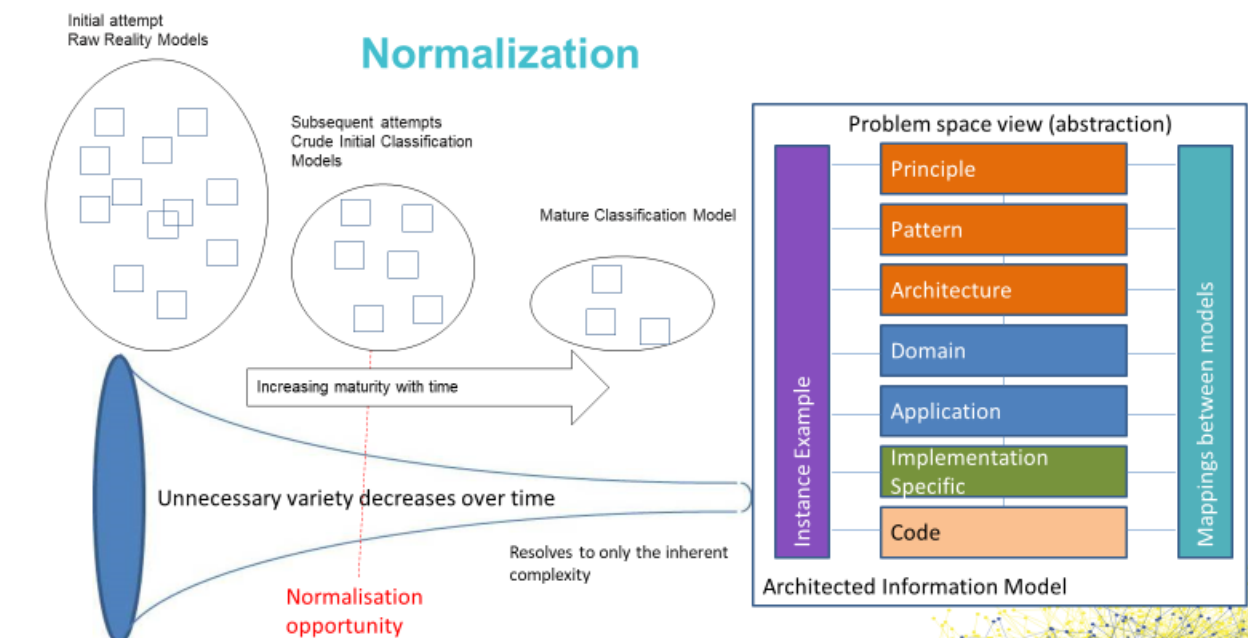 Initial attempt
Raw Reality Models
Normalization
Subsequent attempts
Crude Initial Classification
Models
Mature Classification Model
Increasing maturity with time
Unnecessary variety decreases over time
Resolves to only the inherent
complexity
Normalisation
opportunity
Problem space view (abstraction)
Instance Example
Principle
Pattern
Architecture
Domain
Application
Implementation
Specific
Code
Mappings between models
Architected Information Model